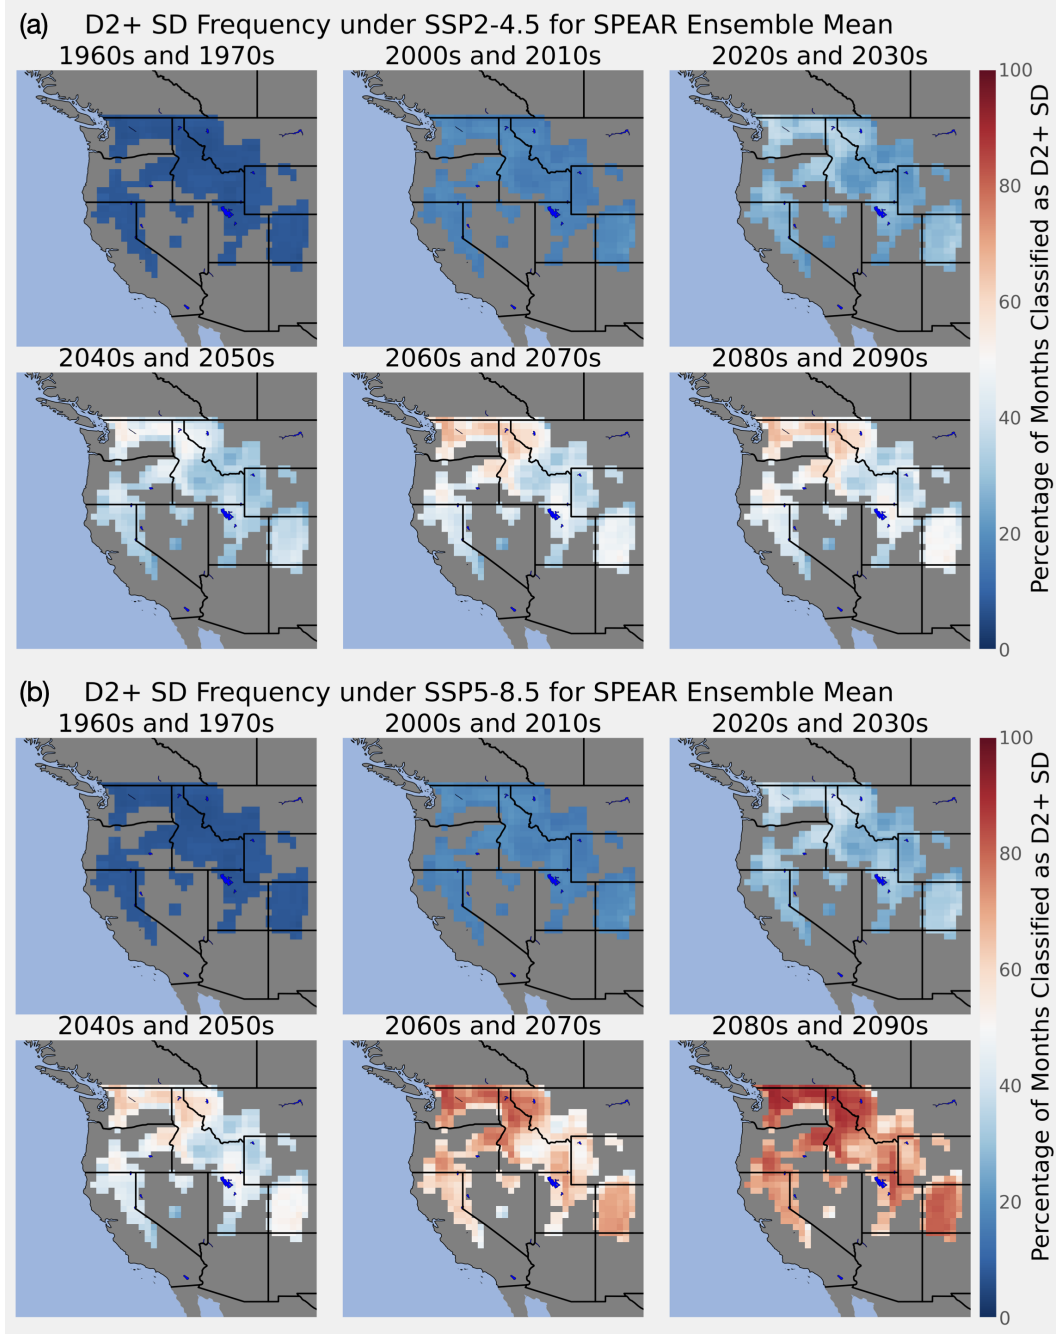 (a) D2+ SD Frequency under SSP2-4.5 for SPEAR Ensemble Mean
1960s and 1970s
2000s and 2010s
2020s and 2030s
2040s and 2050s
2060s and 2070s
2080s and 2090s
100
80
60
40
20
0
Percentage of Months Classified as D2+ SD
(b) D2+ SD Frequency under SSP5-8.5 for SPEAR Ensemble Mean
1960s and 1970s
2000s and 2010s
2020s and 2030s
2040s and 2050s
2060s and 2070s
2080s and 2090s
100
80
60
40
20
0
Percentage of Months Classified as D2+ SD